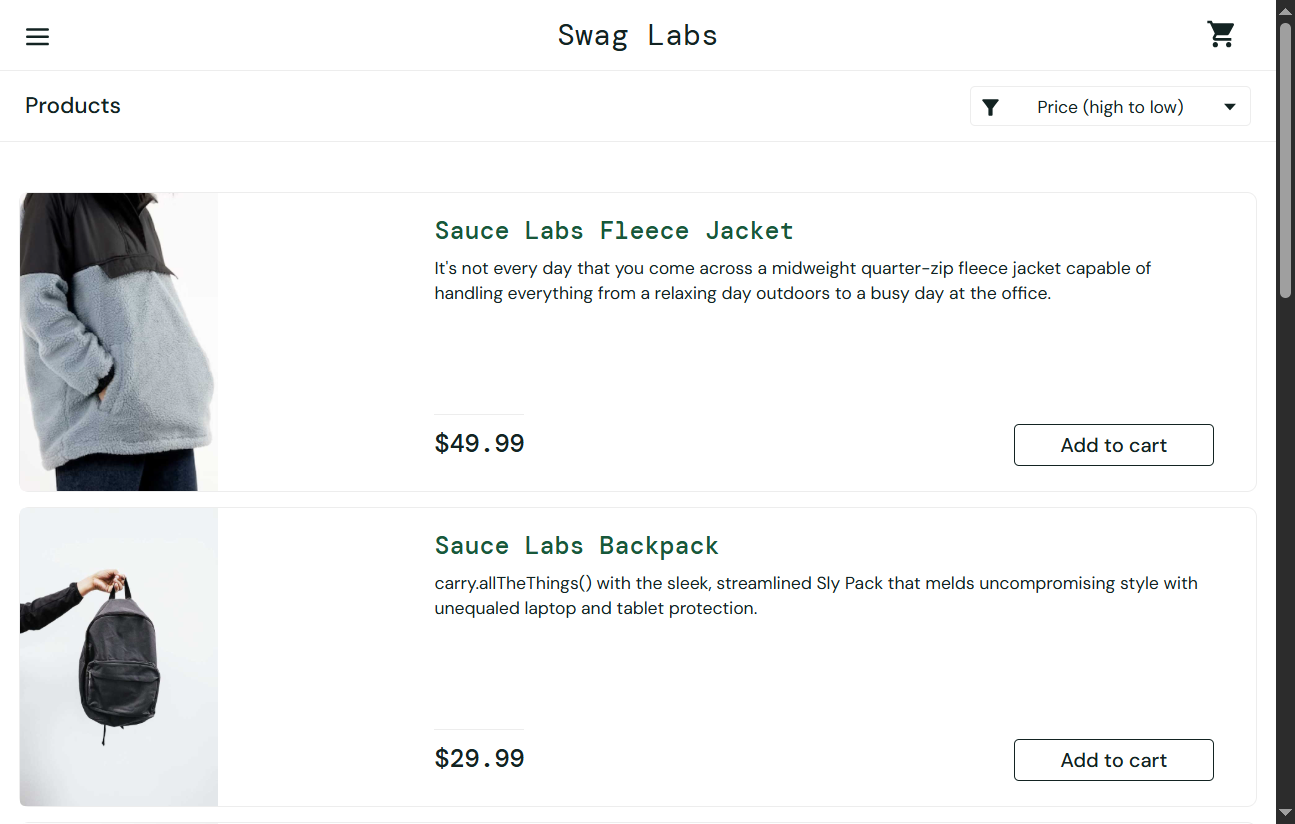 Swag Labs
Products
Price (high to low)
Sauce Labs Fleece Jacket
It's not every day that you come across a midweight quarter-zip fleece jacket capable of
handling everything from a relaxing day outdoors to a busy day at the office.
$49.99
Add to cart
Sauce Labs Backpack
carry.allTheThings() with the sleek, streamlined Sly Pack that melds uncompromising style with
unequaled laptop and tablet protection.
$29.99
Add to cart